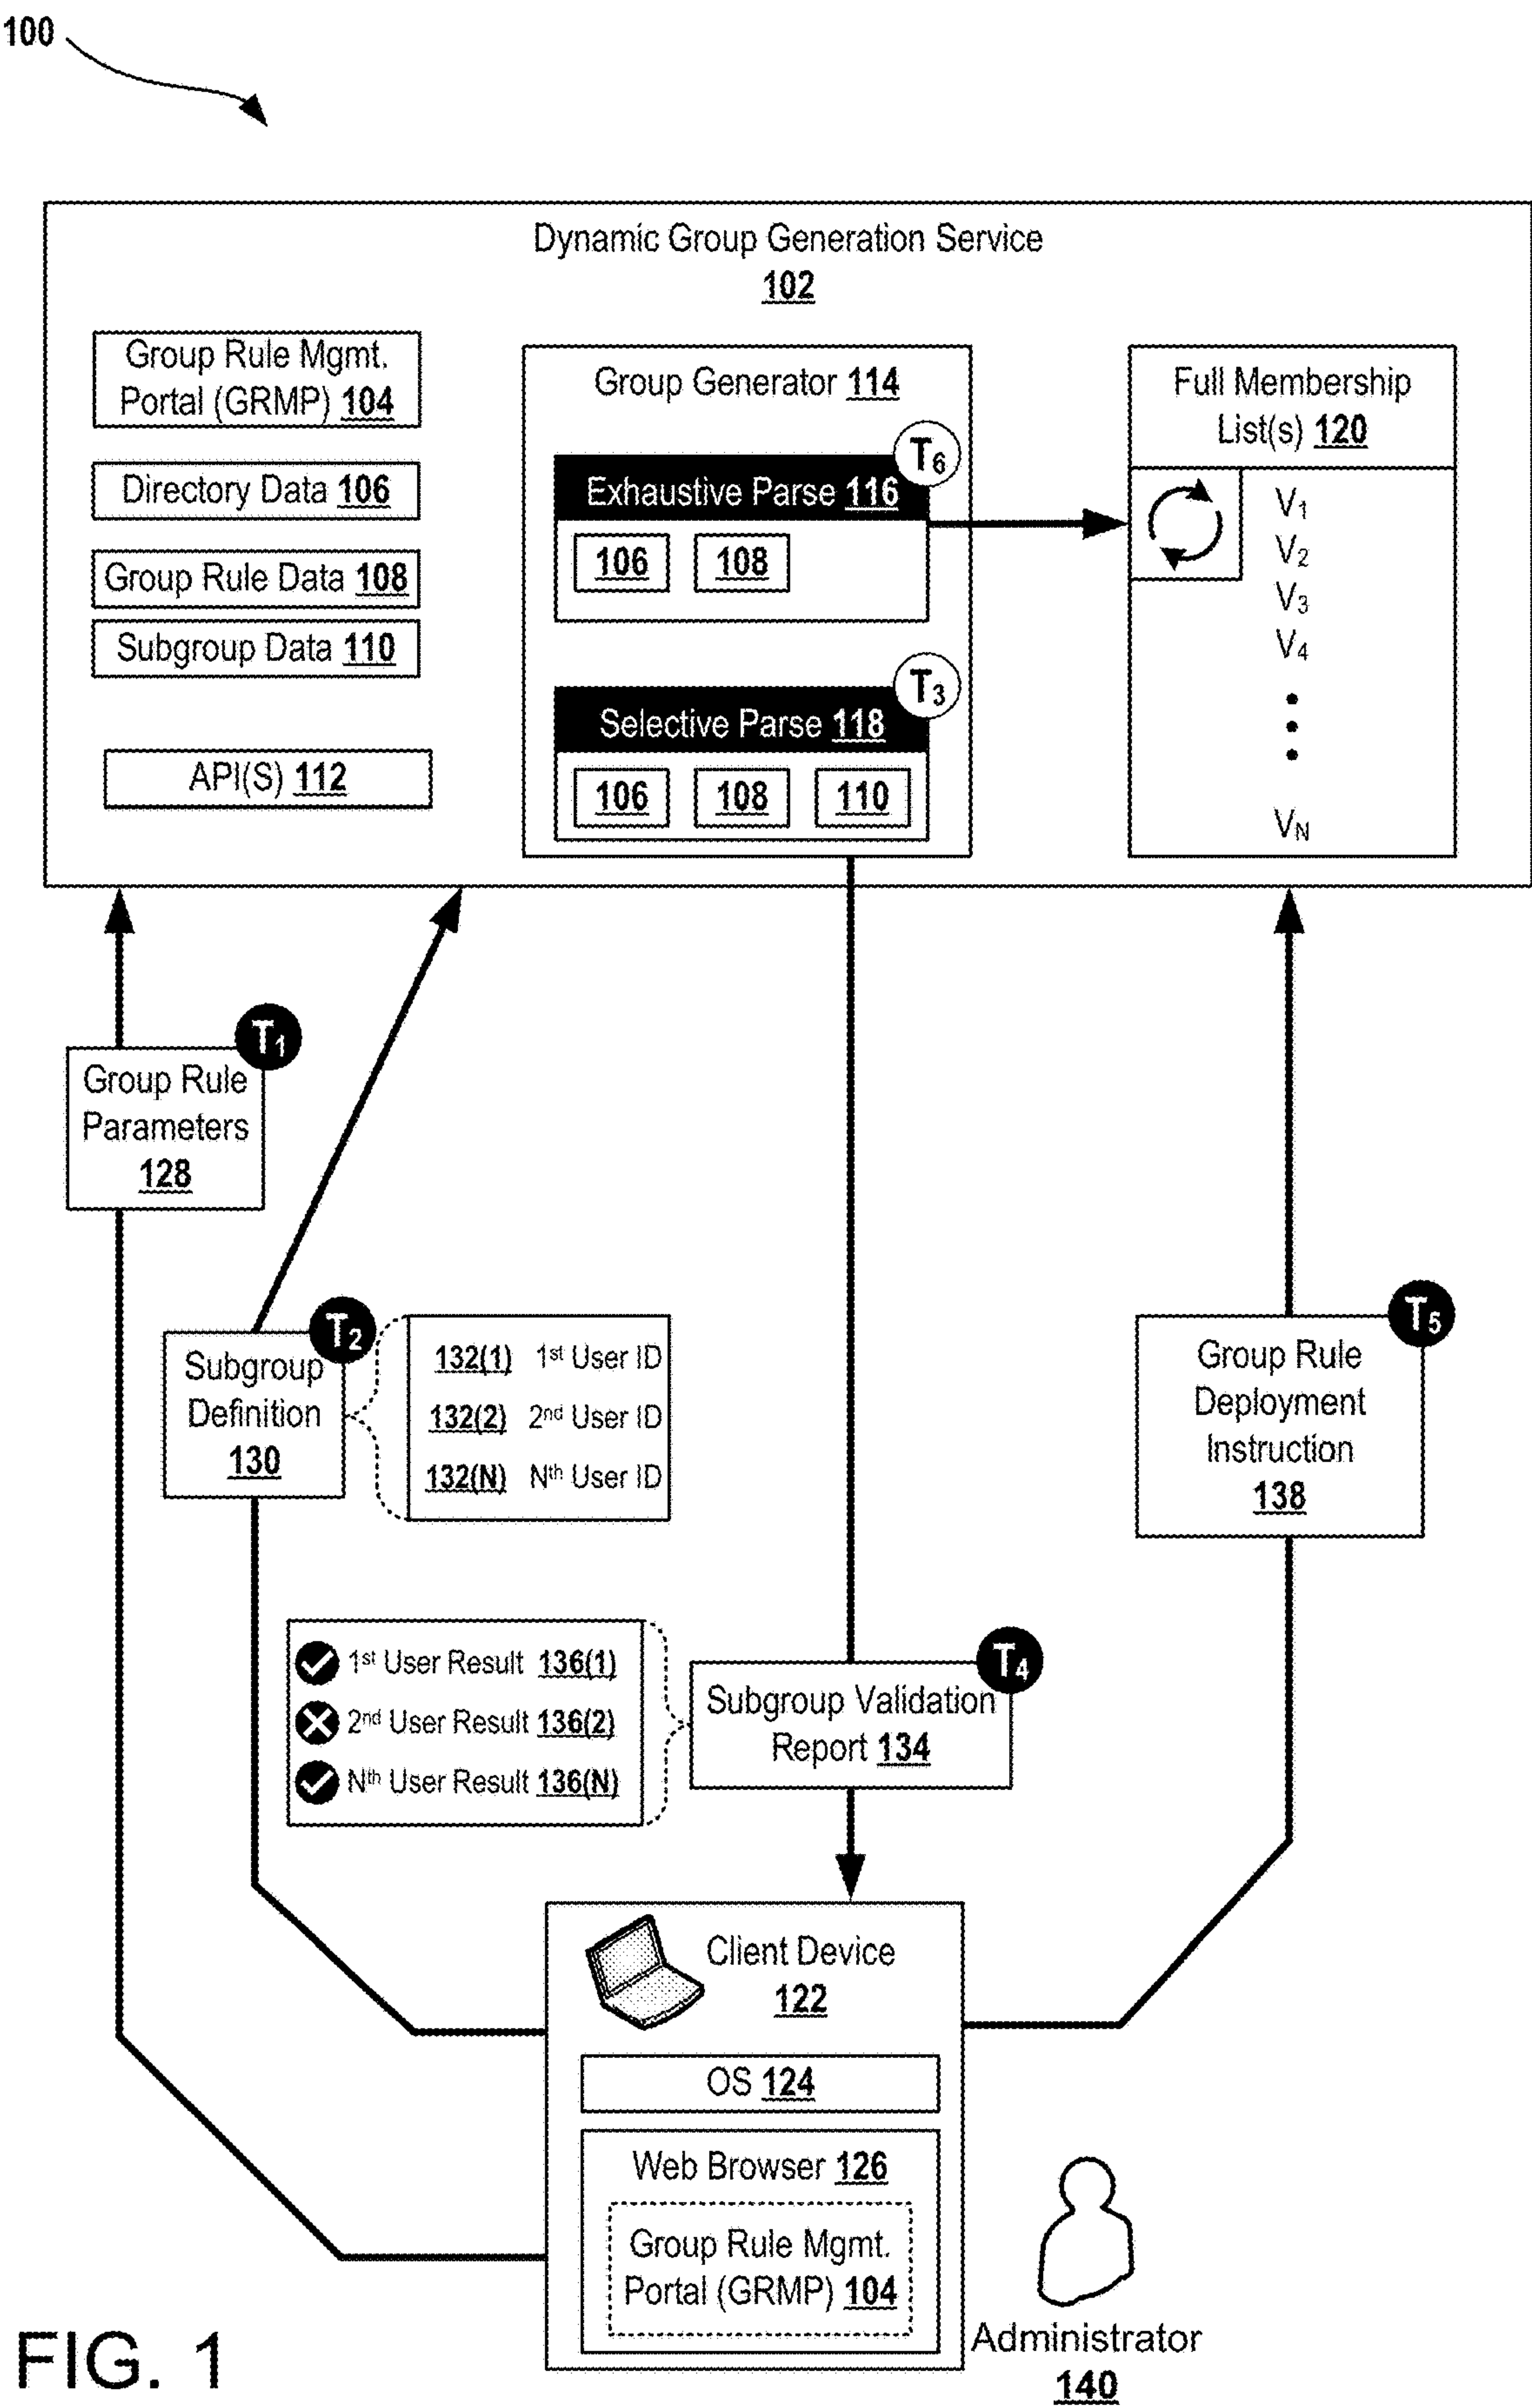 100
Dynamic Group Generation Service
102
Group Rule Mgmt.
Portal (GRMP) 104
Directory Data 106
Group Rule Data 108
Subgroup Data 110
API(S) 112
Group Generator 114
T6
Exhaustive Parse 116
106 108
T3
Selective Parse 118
106 108 110
Full Membership
List(s) 120
V1
V2
V3
V4
VN
T1
Group Rule
Parameters
128
T2
Subgroup
Definition
130
132(1) 1st User ID
132(2) 2nd User ID
132(N) Nth User ID
T5
Group Rule
Deployment
Instruction
138
1st User Result 136(1)
2nd User Result 136(2)
Nth User Result 136(N)
T4
Subgroup Validation
Report 134
Client Device
122
OS 124
Web Browser 126
Group Rule Mgmt.
Portal (GRMP) 104
Administrator
140
FIG. 1